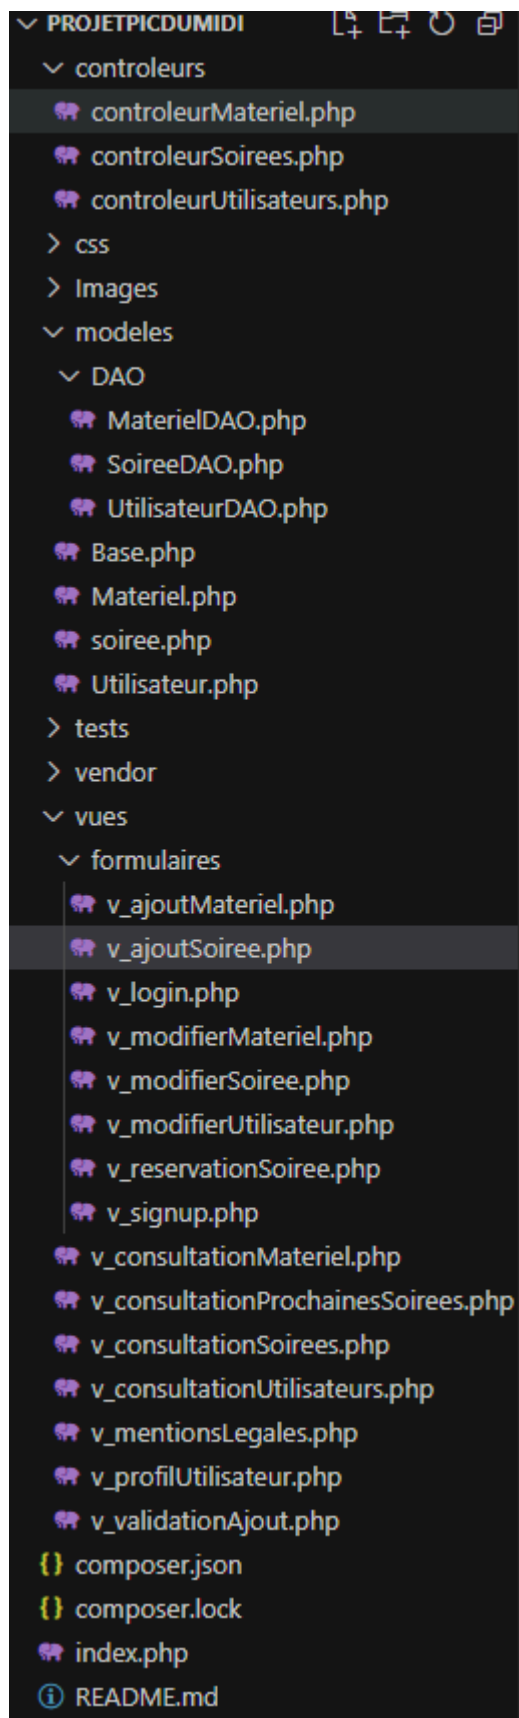 PROJETPICDUMIDI
controleurs
controleurMateriel.php
controleurSoirees.php
controleurUtilisateurs.php
css
Images
modeles
DAO
MaterielDAO.php
SoireeDAO.php
UtilisateurDAO.php
Base.php
Materiel.php
soiree.php
Utilisateur.php
tests
vendor
vues
formulaires
v_ajoutMateriel.php
v_ajoutSoiree.php
v_login.php
v_modifierMateriel.php
v_modifierSoiree.php
v_modifierUtilisateur.php
v_reservationSoiree.php
v_signup.php
v_consultationMateriel.php
v_consultationProchainesSoirees.php
v_consultationSoirees.php
v_consultationUtilisateurs.php
v_mentionsLegales.php
v_profilUtilisateur.php
v_validationAjout.php
{} composer.json
{} composer.lock
index.php
README.md